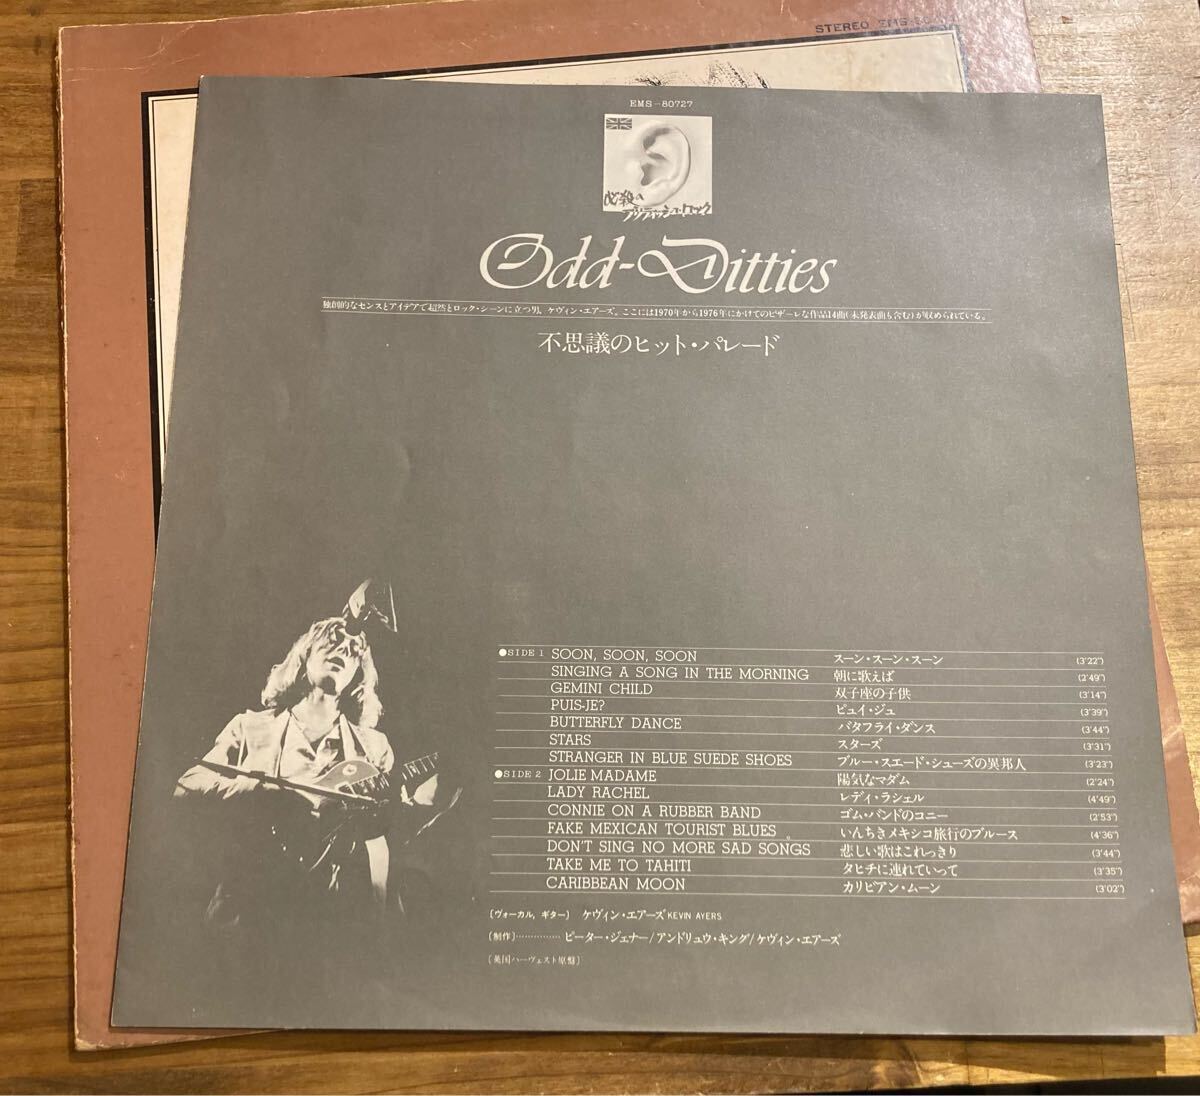 STEREO EMS-80
EMS-80727
必殺の
ブリティッシュ・ロック
Odd-Ditties
独創的なセンスとアイデアで超然とロック・シーンに立つ男、ケヴィン・エアーズ。ここには1970年から1976年にかけてのビザーレな作品14曲(未発表曲も含む)が収められている。
不思議のヒット・パレード
●SIDE 1 SOON, SOON, SOON スーン・スーン・スーン (3'22")
SINGING A SONG IN THE MORNING 朝に歌えば (2'49")
GEMINI CHILD 双子座の子供 (3'14")
PUIS-JE? ピュイ・ジュ (3'39")
BUTTERFLY DANCE バタフライ・ダンス (3'44")
STARS スターズ (3'31")
STRANGER IN BLUE SUEDE SHOES ブルー・スエード・シューズの異邦人 (3'23")
●SIDE 2 JOLIE MADAME 陽気なマダム (2'24")
LADY RACHEL レディ・ラシェル (4'49")
CONNIE ON A RUBBER BAND ゴム・バンドのコニー (2'53")
FAKE MEXICAN TOURIST BLUES 。 いんちきメキシコ旅行のブルース (4'36")
DON'T SING NO MORE SAD SONGS 悲しい歌はこれっきり (3'44")
TAKE ME TO TAHITI タヒチに連れていって (3'35")
CARIBBEAN MOON カリビアン・ムーン (3'02")
[ヴォーカル, ギター] ケヴィン・エアーズ KEVIN AYERS
[制作]…………… ピーター・ジェナー/アンドリュウ・キング/ケヴィン・エアーズ
[英国ハーヴェスト原盤]